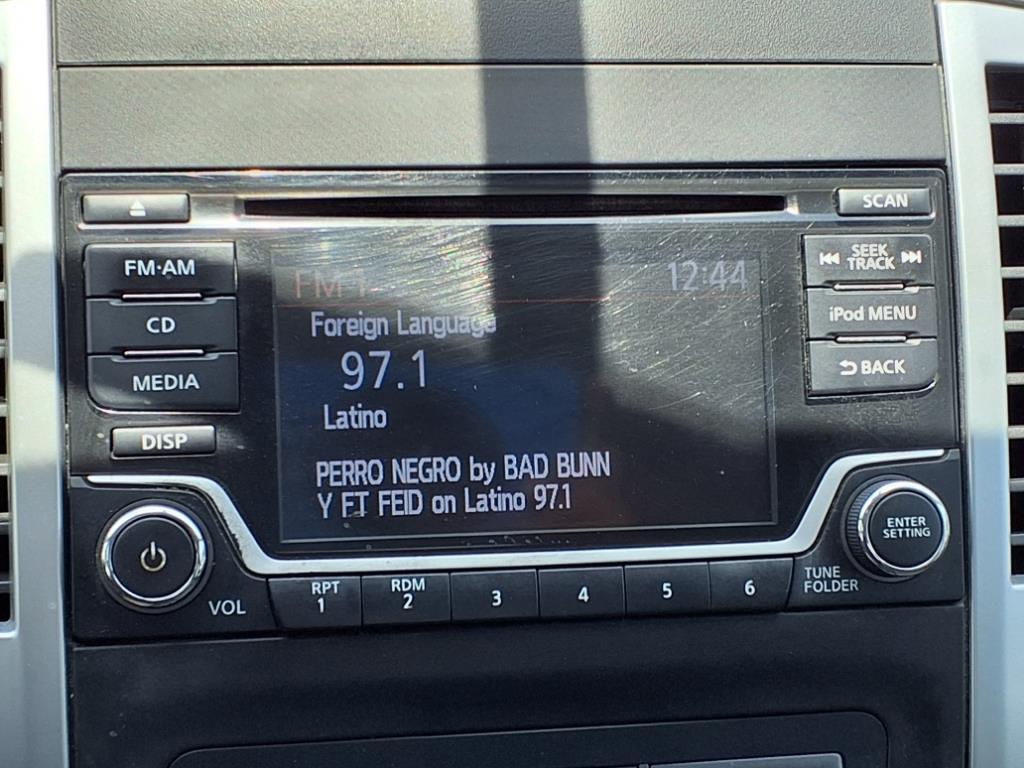 SCAN
FM·AM
SEEK
TRACK
FM 1
12:44
Foreign Language
CD
iPod MENU
97.1
MEDIA
BACK
Latino
DISP
PERRO NEGRO by BAD BUNN
Y FT FEID on Latino 97.1
ENTER
SETTING
VOL
RPT
1
RDM
2
3
4
5
6
TUNE
FOLDER